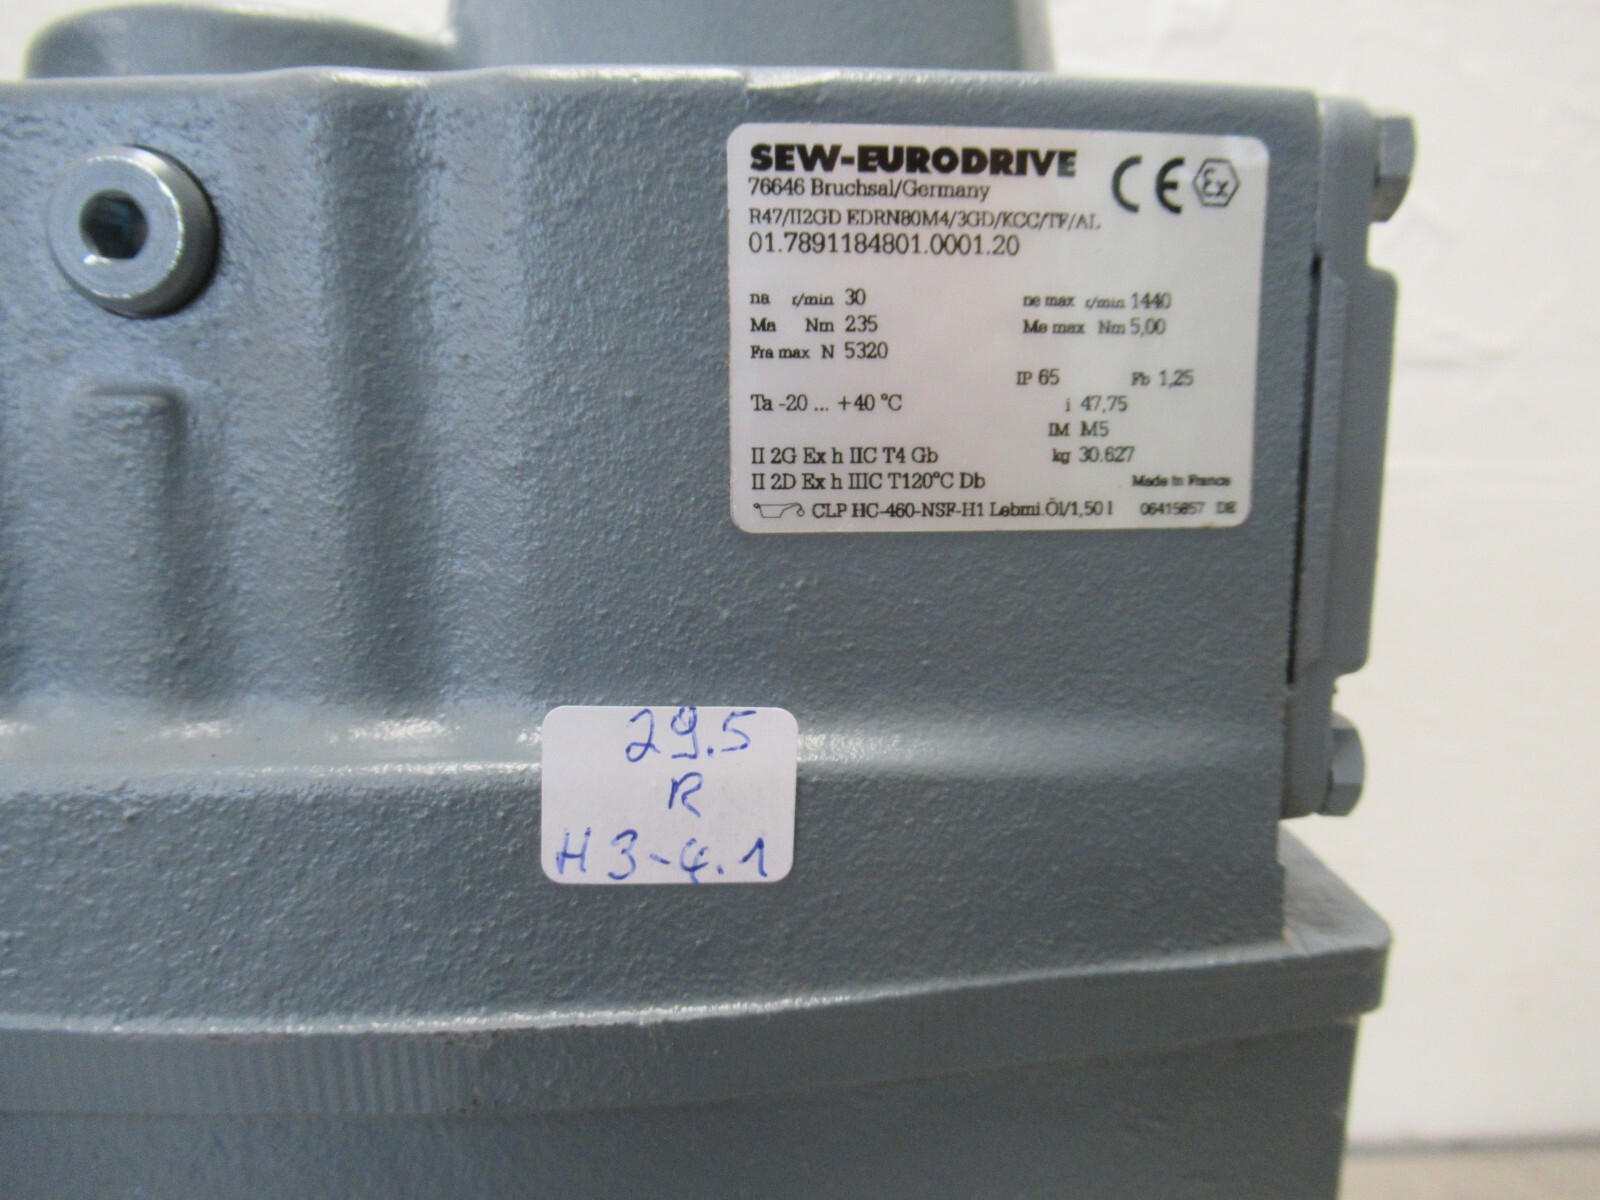 SEW-EURODRIVE CE Ex
76646 Bruchsal/Germany
R47/II2GD EDRN80M4/3GD/KCC/TF/AL
01.7891184801.0001.20
na r/min 30 ne max r/min 1440
Ma Nm 235 Me max Nm 5,00
Fra max N 5320
IP 65 Fb 1,25
Ta -20 ... +40 °C i 47,75
IM M5
II 2G Ex h IIC T4 Gb kg 30.627
II 2D Ex h IIIC T120°C Db Made in France
CLP HC-460-NSF-H1 Lebmi.Öl/1,50 l 06415857 DE
29.5
R
H3-4.1